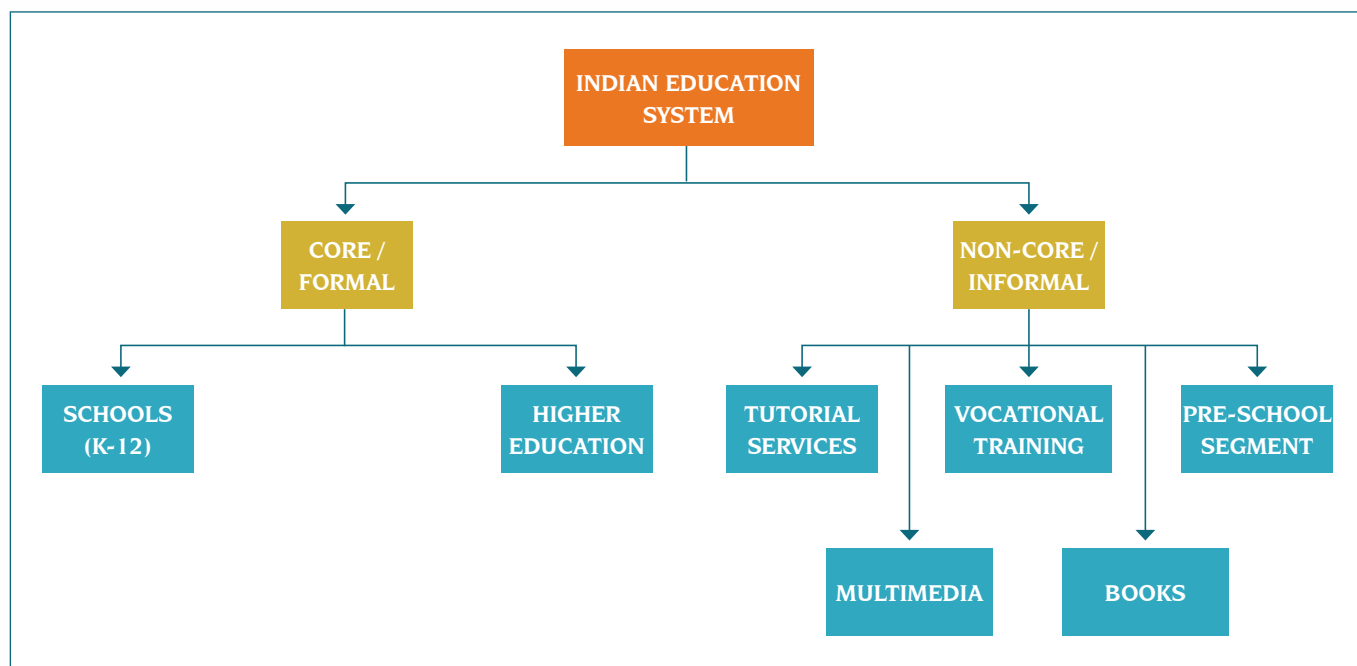 INDIAN EDUCATION
SYSTEM
CORE /
FORMAL
NON-CORE /
INFORMAL
SCHOOLS
(K-12)
HIGHER
EDUCATION
TUTORIAL
SERVICES
VOCATIONAL
TRAINING
PRE-SCHOOL
SEGMENT
MULTIMEDIA
BOOKS